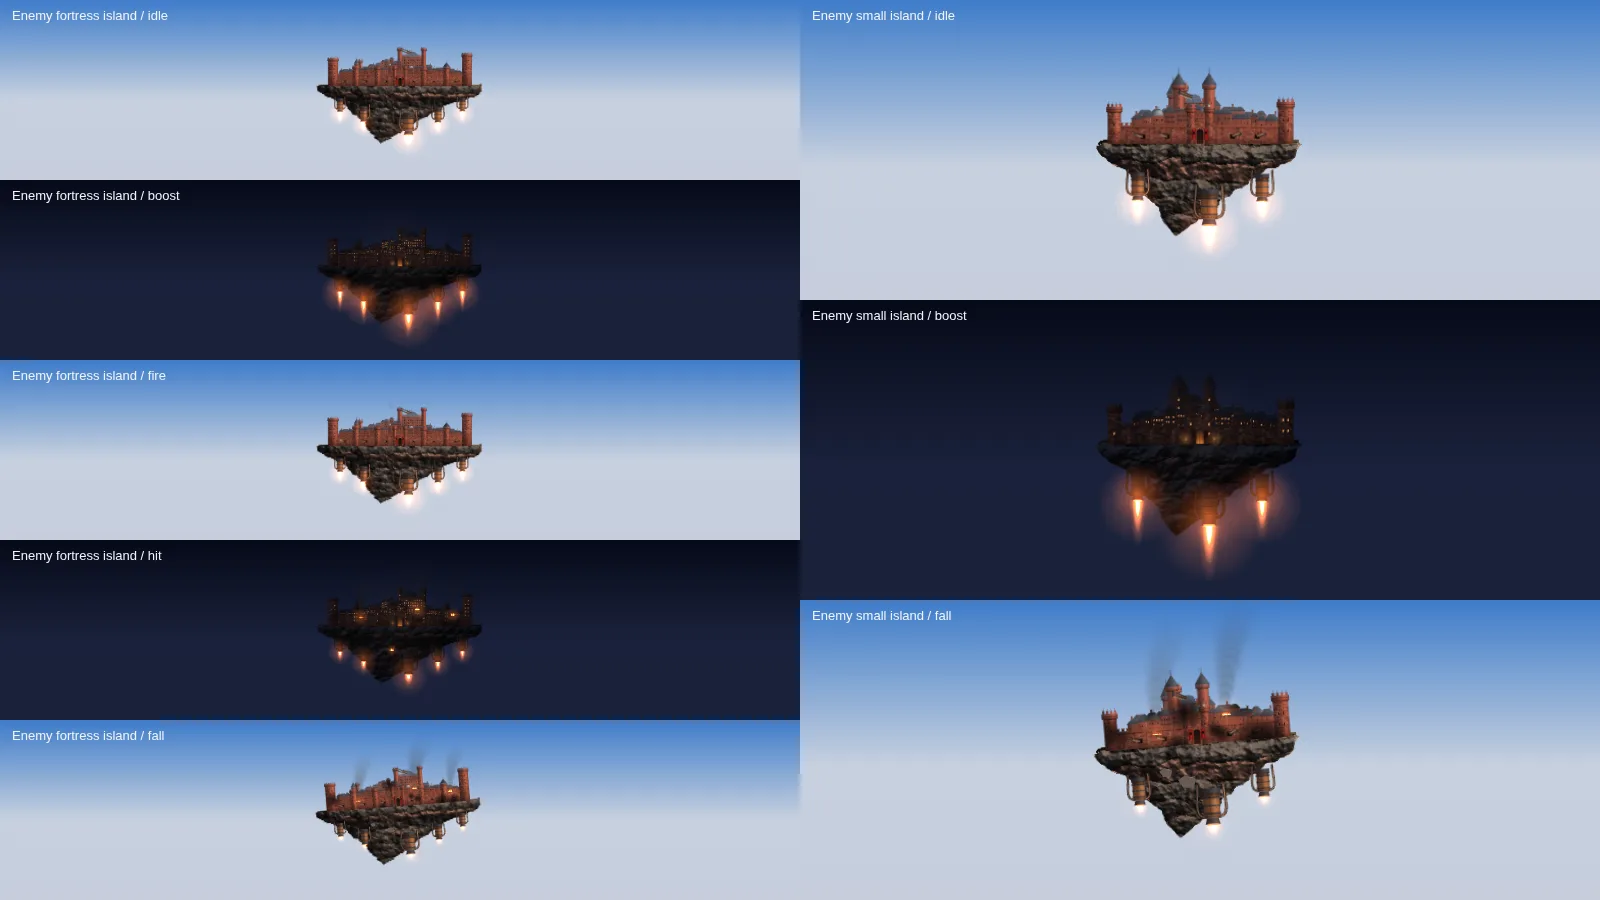 Enemy fortress island / idle
Enemy fortress island / boost
Enemy fortress island / fire
Enemy fortress island / hit
Enemy fortress island / fall
Enemy small island / idle
Enemy small island / boost
Enemy small island / fall